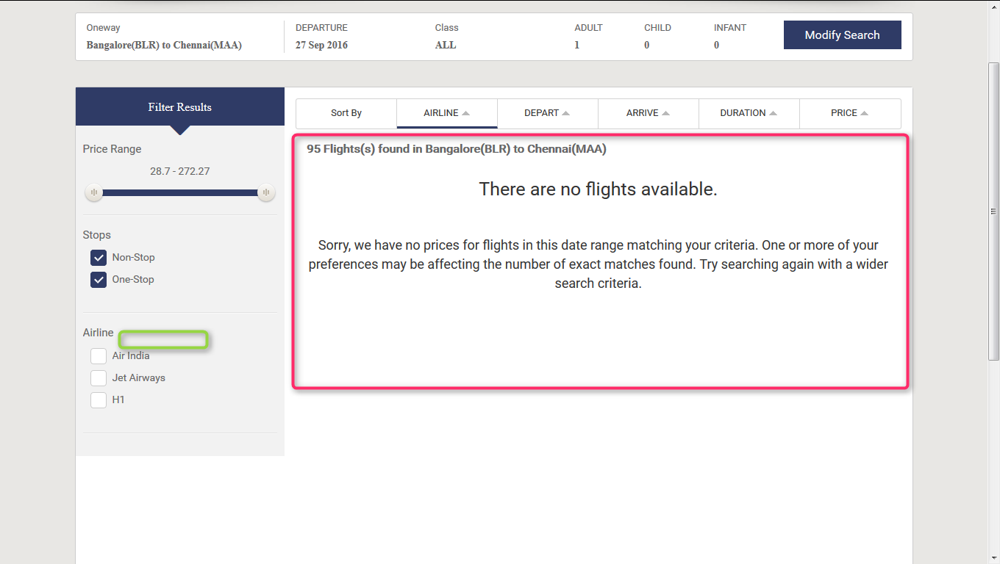 Oneway
Bangalore(BLR) to Chennai(MAA)
DEPARTURE
27 Sep 2016
Class
ALL
ADULT
1
CHILD
0
INFANT
0
Modify Search
Filter Results
Price Range
28.7 - 272.27
Stops
Non-Stop
One-Stop
Airline
Air India
Jet Airways
H1
Sort By
AIRLINE
DEPART
ARRIVE
DURATION
PRICE
95 Flights(s) found in Bangalore(BLR) to Chennai(MAA)
There are no flights available.
Sorry, we have no prices for flights in this date range matching your criteria. One or more of your
preferences may be affecting the number of exact matches found. Try searching again with a wider
search criteria.